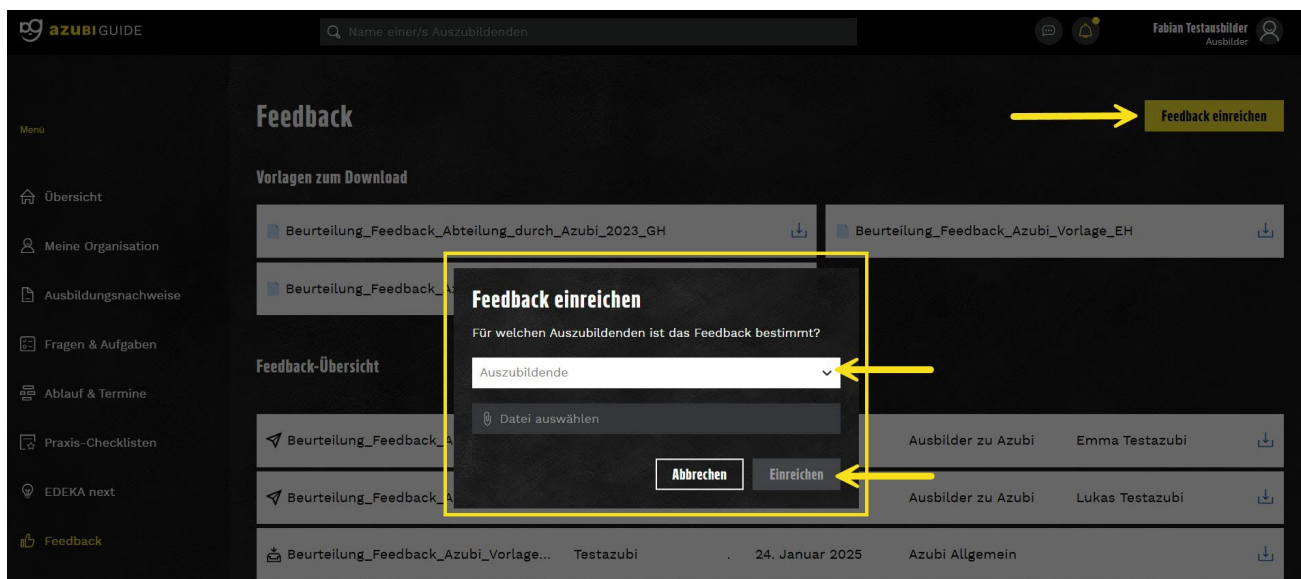 azubi GUIDE
Name einer/s Auszubildenden
Fabian Testausbilder
Ausbilder
Menü
Übersicht
Meine Organisation
Ausbildungsnachweise
Fragen & Aufgaben
Ablauf & Termine
Praxis-Checklisten
EDEKA next
Feedback
Feedback
Feedback einreichen
Vorlagen zum Download
Beurteilung_Feedback_Abteilung_durch_Azubi_2023_GH
Beurteilung_Feedback_Azubi_Vorlage_EH
Feedback-Übersicht
Feedback einreichen
Für welchen Auszubildenden ist das Feedback bestimmt?
Auszubildende
Datei auswählen
Abbrechen Einreichen
Ausbilder zu Azubi Emma Testazubi
Ausbilder zu Azubi Lukas Testazubi
Beurteilung_Feedback_Azubi_Vorlage... Testazubi . 24. Januar 2025 Azubi Allgemein